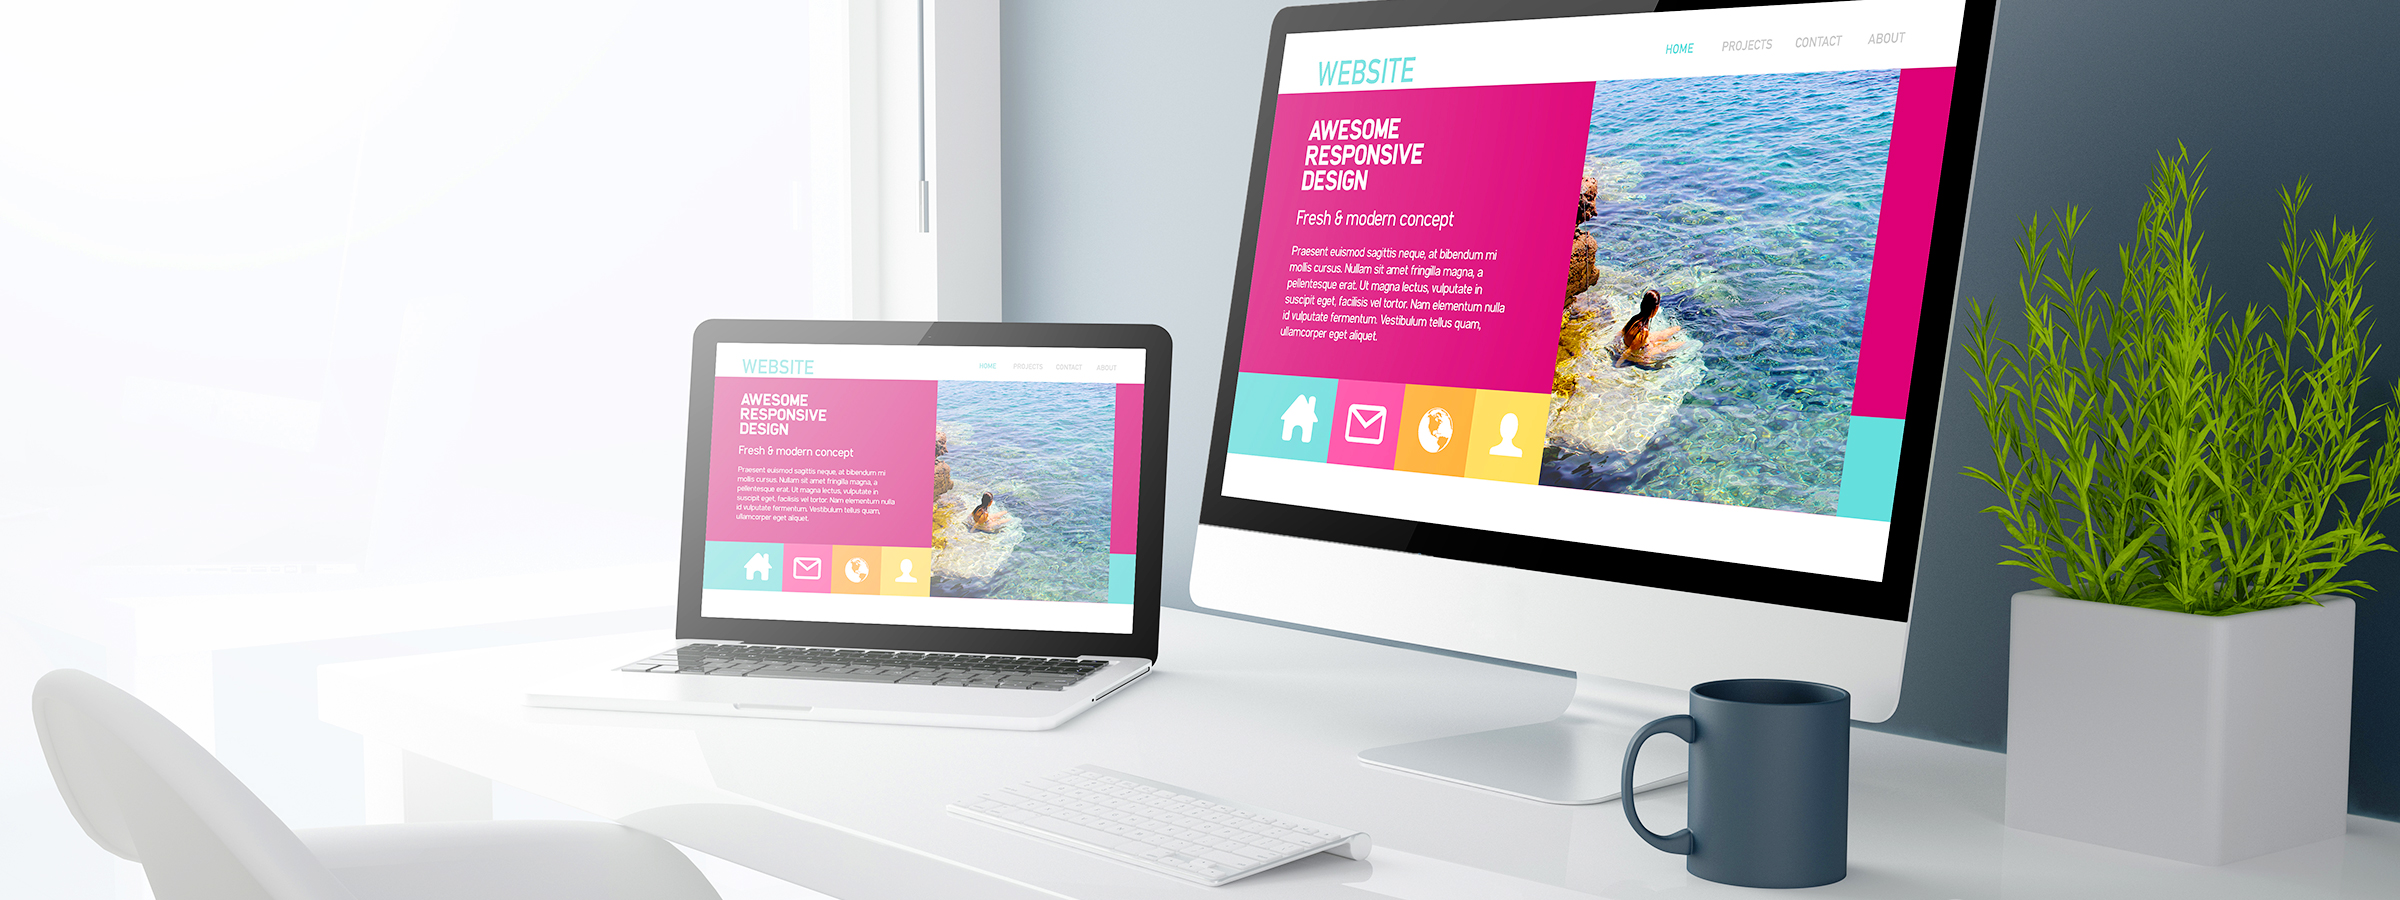 WEBSITE
HOME PROJECTS CONTACT ABOUT
AWESOME
RESPONSIVE
DESIGN
Fresh & modern concept
Praesent euismod sagittis neque, at bibendum mi
mollis cursus. Nullam sit amet fringilla magna, a
pellentesque erat. Ut magna lectus, vulputate in
suscipit eget, facilisis vel tortor. Nam elementum nulla
id vulputate fermentum. Vestibulum tellus quam,
ullamcorper eget aliquet.
WEBSITE
HOME PROJECTS CONTACT ABOUT
AWESOME
RESPONSIVE
DESIGN
Fresh & modern concept
Praesent euismod sagittis neque, at bibendum mi
mollis cursus. Nullam sit amet fringilla magna, a
pellentesque erat. Ut magna lectus, vulputate in
suscipit eget, facilisis vel tortor. Nam elementum nulla
id vulputate fermentum. Vestibulum tellus quam,
ullamcorper eget aliquet.